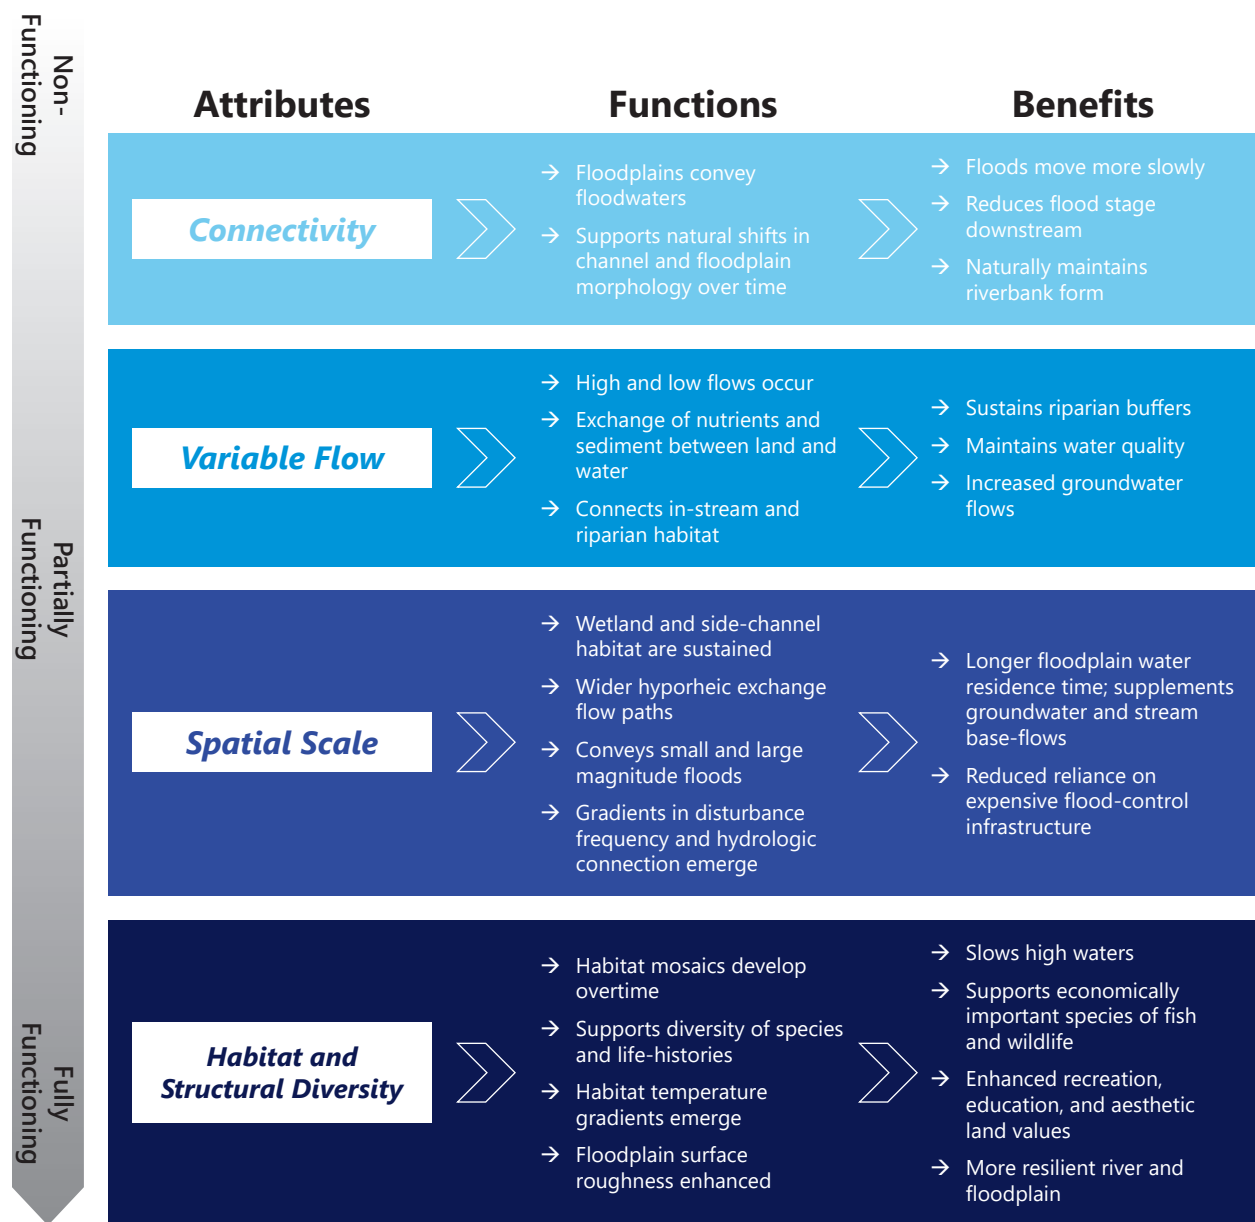 Non-
Functioning
Partially
Functioning
Fully
Functioning
Attributes
Functions
Benefits
Connectivity
→ Floodplains convey
floodwaters
→ Supports natural shifts in
channel and floodplain
morphology over time
→ Floods move more slowly
→ Reduces flood stage
downstream
→ Naturally maintains
riverbank form
Variable Flow
→ High and low flows occur
→ Exchange of nutrients and
sediment between land and
water
→ Connects in-stream and
riparian habitat
→ Sustains riparian buffers
→ Maintains water quality
→ Increased groundwater
flows
Spatial Scale
→ Wetland and side-channel
habitat are sustained
→ Wider hyporheic exchange
flow paths
→ Conveys small and large
magnitude floods
→ Gradients in disturbance
frequency and hydrologic
connection emerge
→ Longer floodplain water
residence time; supplements
groundwater and stream
base-flows
→ Reduced reliance on
expensive flood-control
infrastructure
Habitat and
Structural Diversity
→ Habitat mosaics develop
overtime
→ Supports diversity of species
and life-histories
→ Habitat temperature
gradients emerge
→ Floodplain surface
roughness enhanced
→ Slows high waters
→ Supports economically
important species of fish
and wildlife
→ Enhanced recreation,
education, and aesthetic
land values
→ More resilient river and
floodplain